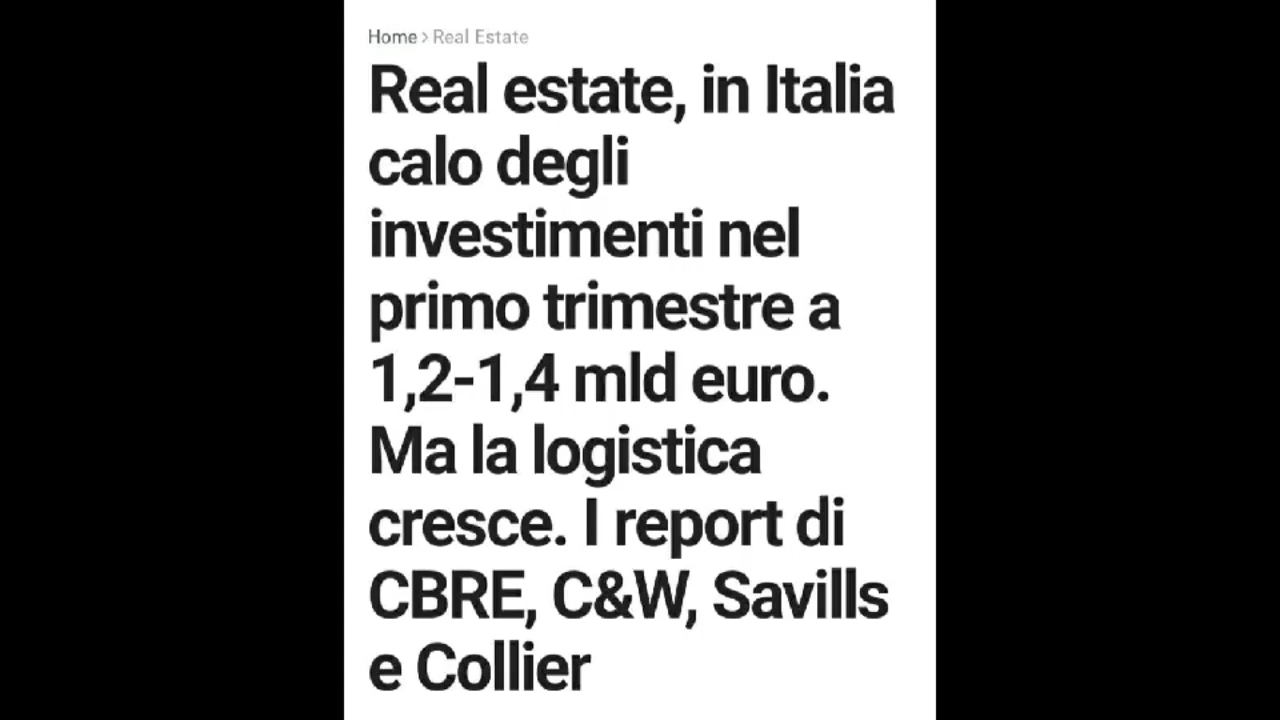 Home > Real Estate
Real estate, in Italia
calo degli
investimenti nel
primo trimestre a
1,2-1,4 mld euro.
Ma la logistica
cresce. I report di
CBRE, C&W, Savills
e Collier